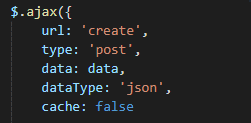 $.ajax({
url: 'create',
type: 'post',
data: data,
dataType: 'json',
cache: false